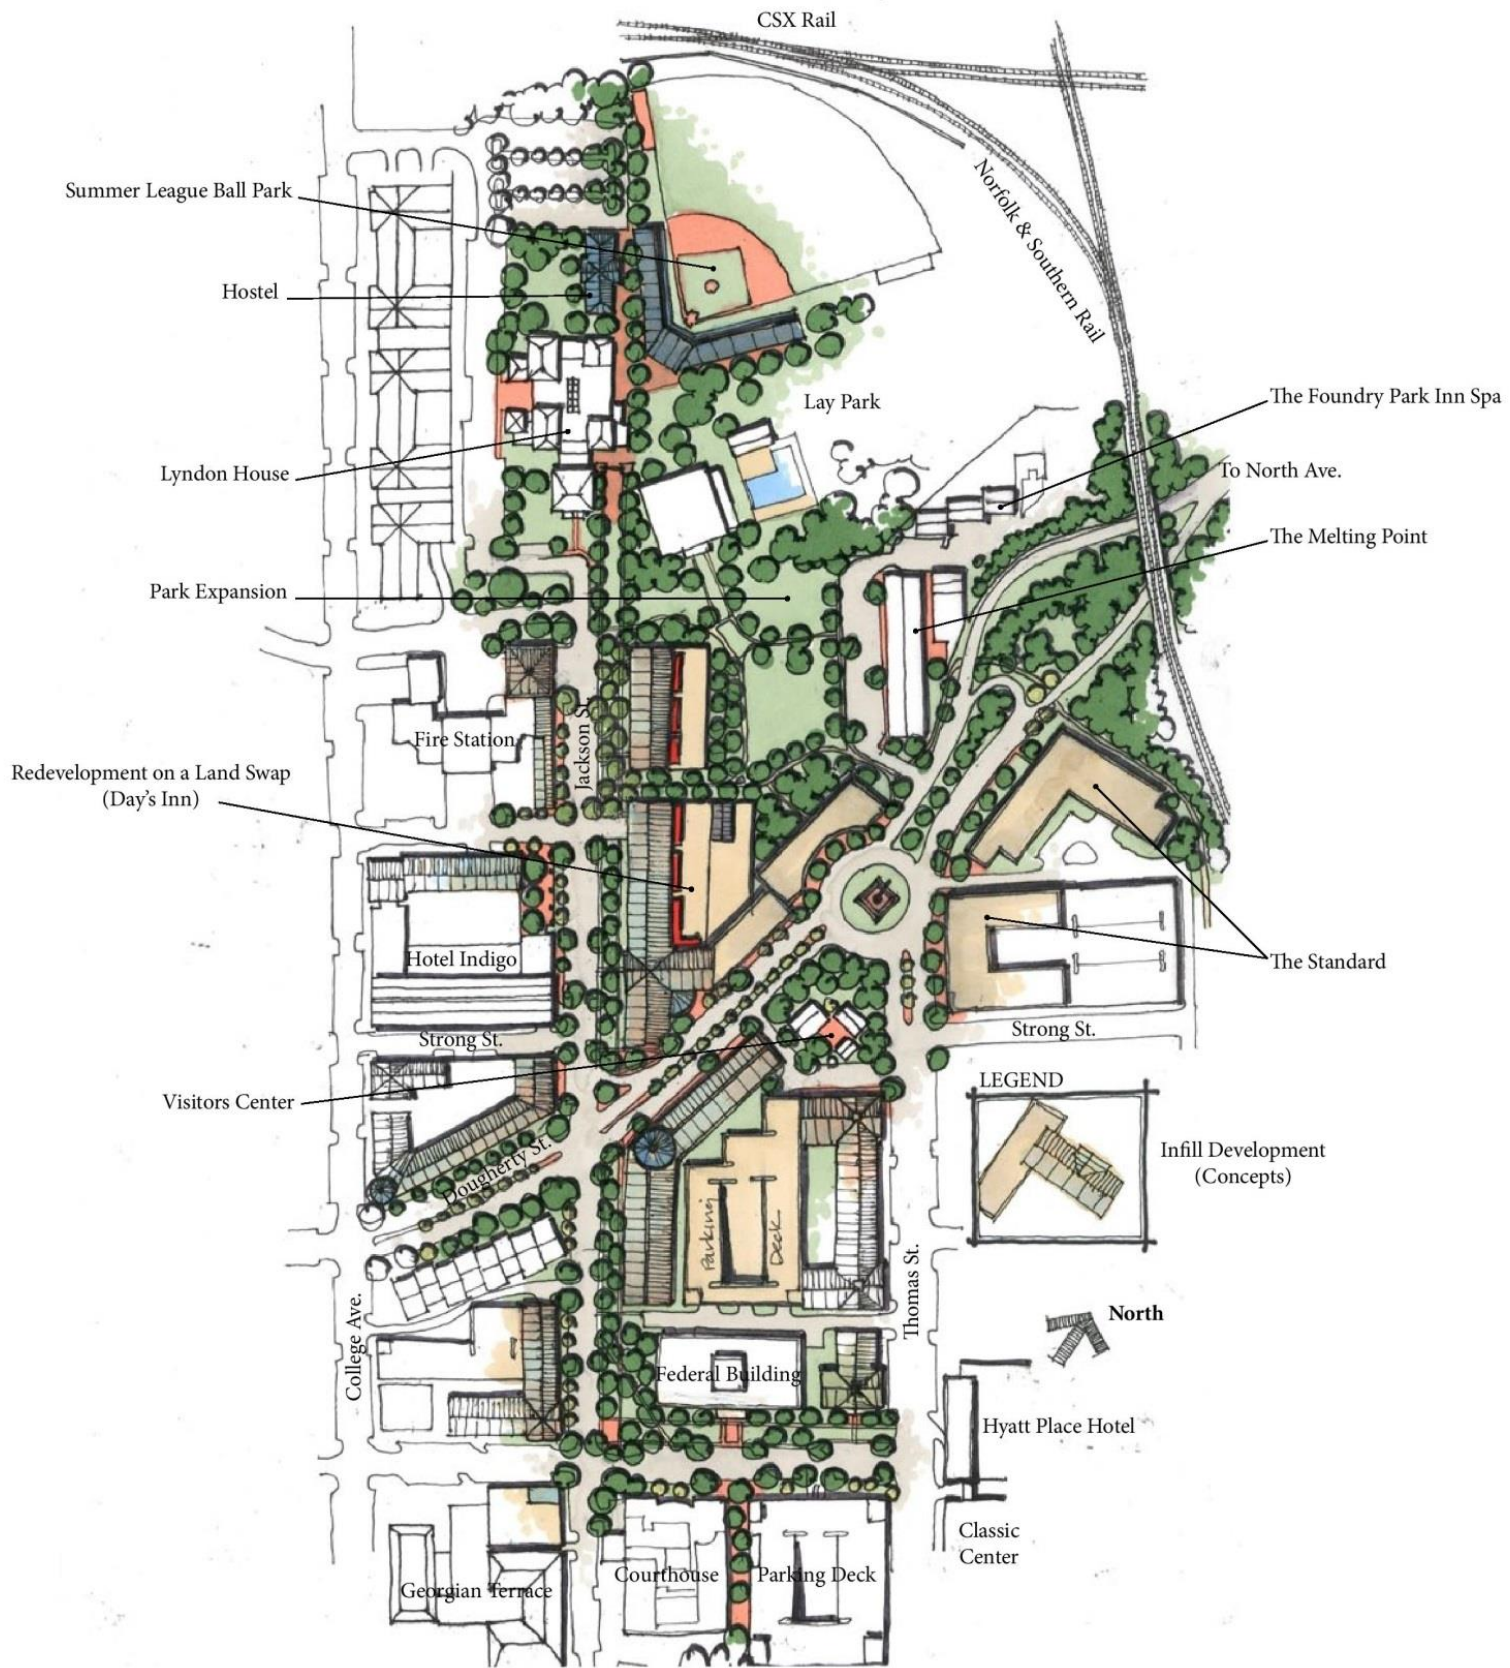 CSX Rail
Summer League Ball Park
Norfolk & Southern Rail
Hostel
The Foundry Park Inn Spa
Lay Park
Lyndon House
To North Ave.
The Melting Point
Park Expansion
Jackson St.
Fire Station
Redevelopment on a Land Swap
(Day's Inn)
Hotel Indigo
The Standard
Strong St.
Strong St.
Visitors Center
LEGEND
Infill Development
(Concepts)
Dougherty St.
Parking
Deck
Thomas St.
College Ave.
North
Federal Building
Hyatt Place Hotel
Classic
Center
Georgian Terrace
Courthouse
Parking Deck